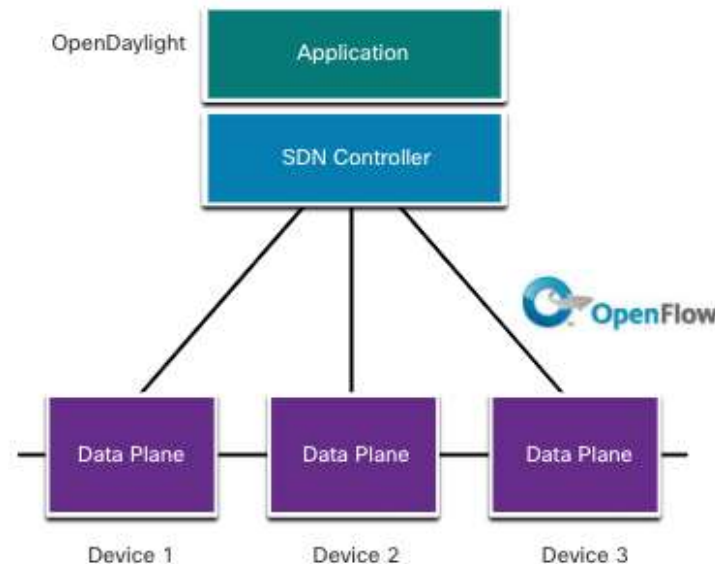 OpenDaylight
Application
SDN Controller
OpenFlow
Data Plane
Data Plane
Data Plane
Device 1
Device 2
Device 3